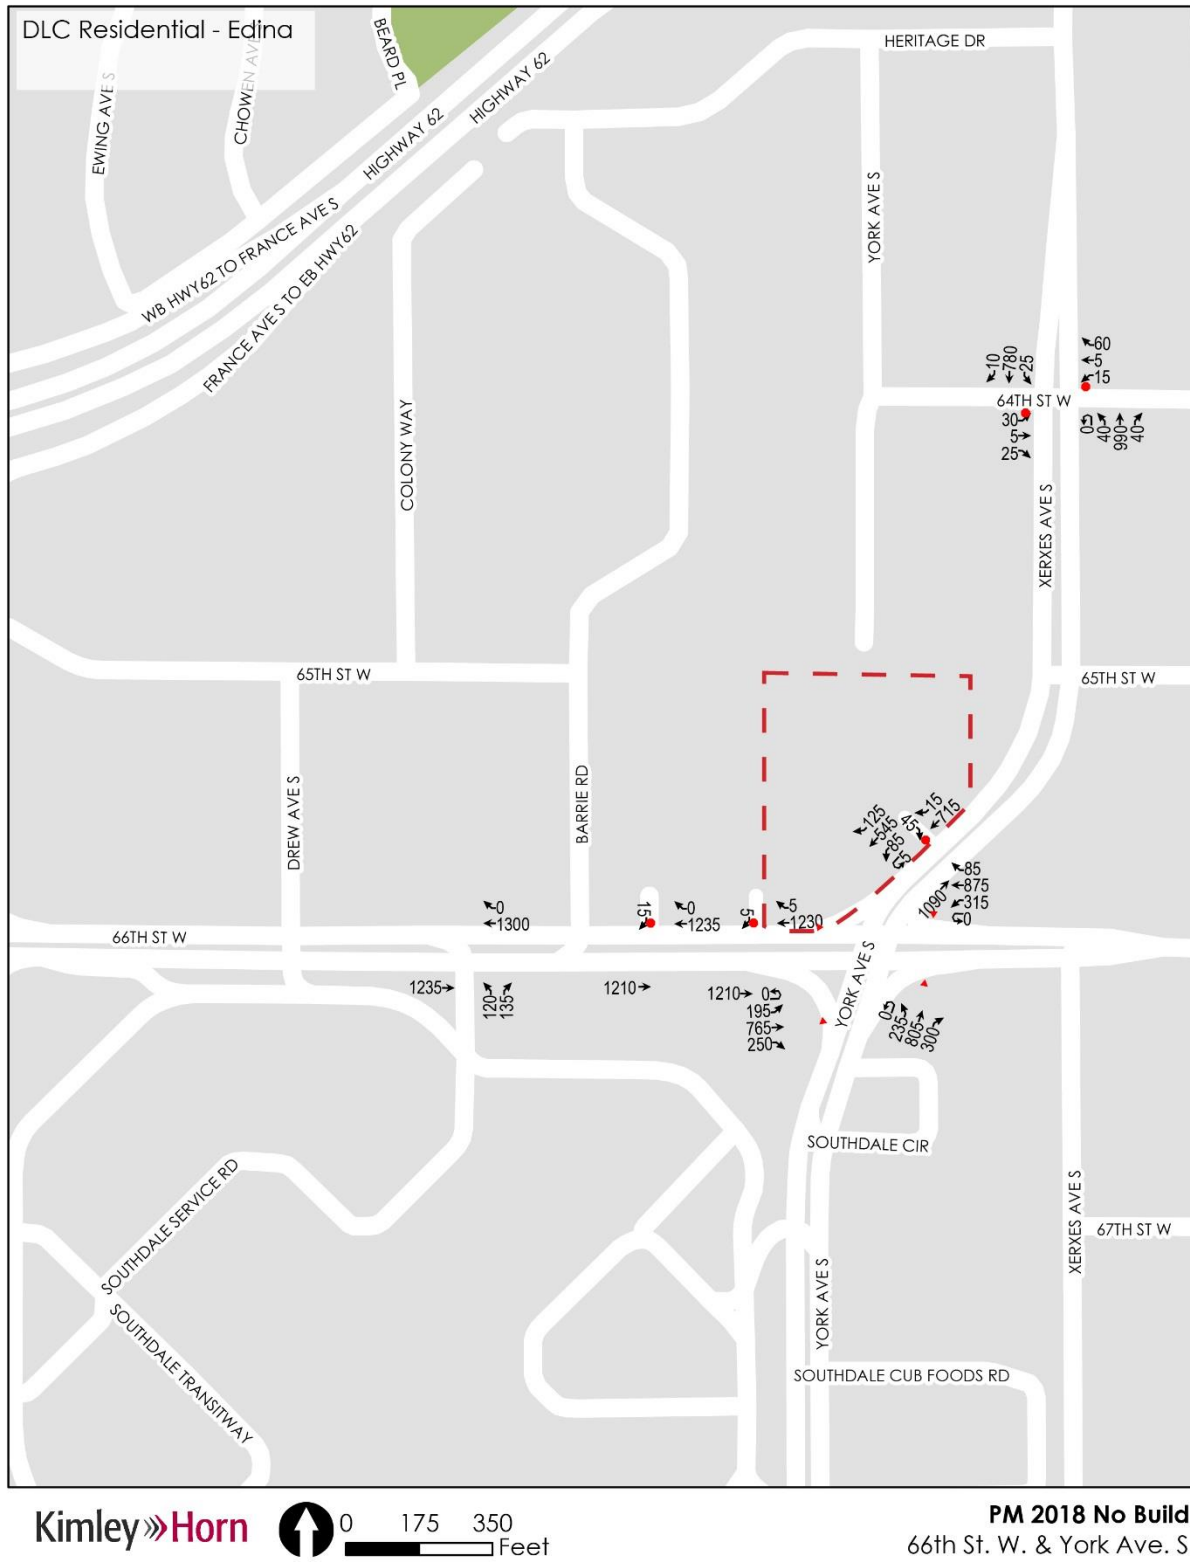 DLC Residential - Edina
BEARD PL
HERITAGE DR
EWING AVE S
CHOWEN AVE
HIGHWAY 62
HIGHWAY 62
YORK AVE S
WB HWY62 TO FRANCE AVE S
FRANCE AVE S TO EB HWY62
10
780
25
60
5
15
64TH ST W
30
5
25
0
40
990
40
COLONY WAY
XERXES AVE S
65TH ST W
65TH ST W
DREW AVE S
BARRIE RD
125
545
85
5
45
15
715
85
875
315
0
1090
0
1300
15
0
1235
5
5
1230
66TH ST W
1235
120
135
1210
1210
0
195
765
250
YORK AVE S
0
235
805
300
SOUTHDALE CIR
SOUTHDALE SERVICE RD
XERXES AVE S
67TH ST W
YORK AVE S
SOUTHDALE TRANSITWAY
SOUTHDALE CUB FOODS RD
Kimley»Horn
0 175 350
Feet
PM 2018 No Build
66th St. W. & York Ave. S